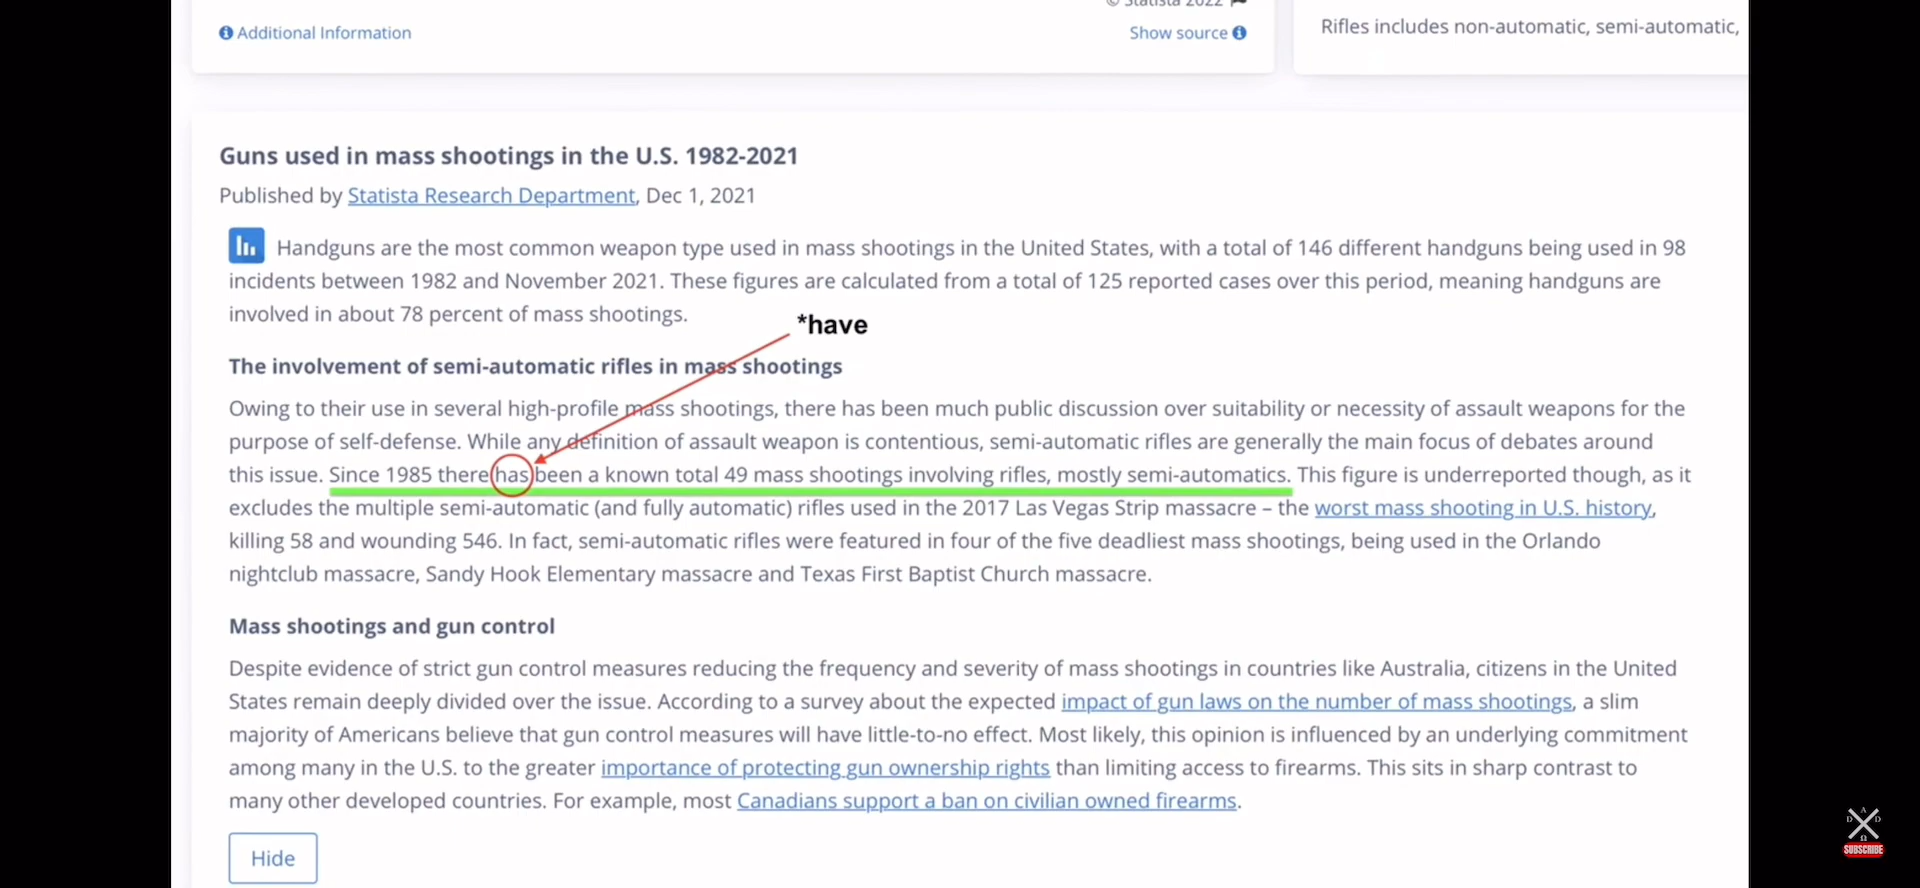 © Statista 2022
Additional Information
Show source
Rifles includes non-automatic, semi-automatic,
Guns used in mass shootings in the U.S. 1982-2021
Published by Statista Research Department, Dec 1, 2021
Handguns are the most common weapon type used in mass shootings in the United States, with a total of 146 different handguns being used in 98
incidents between 1982 and November 2021. These figures are calculated from a total of 125 reported cases over this period, meaning handguns are
involved in about 78 percent of mass shootings.
*have
The involvement of semi-automatic rifles in mass shootings
Owing to their use in several high-profile mass shootings, there has been much public discussion over suitability or necessity of assault weapons for the
purpose of self-defense. While any definition of assault weapon is contentious, semi-automatic rifles are generally the main focus of debates around
this issue. Since 1985 there has been a known total 49 mass shootings involving rifles, mostly semi-automatics. This figure is underreported though, as it
excludes the multiple semi-automatic (and fully automatic) rifles used in the 2017 Las Vegas Strip massacre – the worst mass shooting in U.S. history,
killing 58 and wounding 546. In fact, semi-automatic rifles were featured in four of the five deadliest mass shootings, being used in the Orlando
nightclub massacre, Sandy Hook Elementary massacre and Texas First Baptist Church massacre.
Mass shootings and gun control
Despite evidence of strict gun control measures reducing the frequency and severity of mass shootings in countries like Australia, citizens in the United
States remain deeply divided over the issue. According to a survey about the expected impact of gun laws on the number of mass shootings, a slim
majority of Americans believe that gun control measures will have little-to-no effect. Most likely, this opinion is influenced by an underlying commitment
among many in the U.S. to the greater importance of protecting gun ownership rights than limiting access to firearms. This sits in sharp contrast to
many other developed countries. For example, most Canadians support a ban on civilian owned firearms.
Hide
A
D D
Ω
SUBSCRIBE